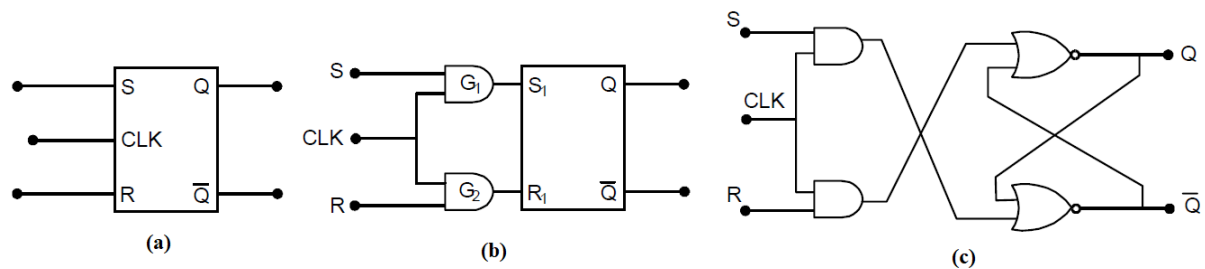 S Q
CLK
R Q̅
(a)
S G₁ S₁ Q
CLK
R G₂ R₁ Q̅
(b)
S Q
CLK
R Q̅
(c)